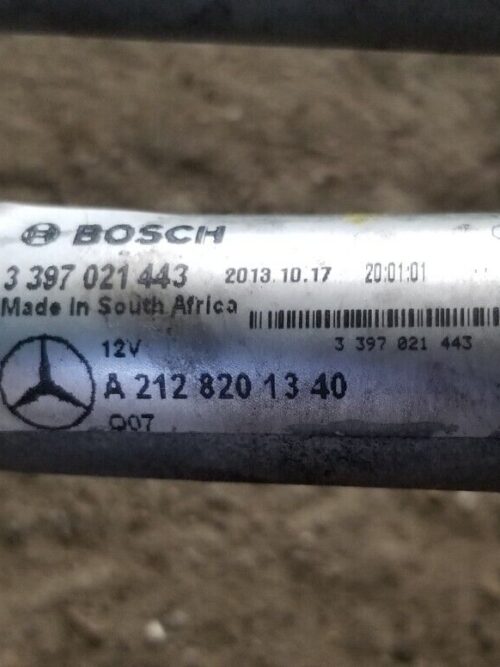 BOSCH
3 397 021 443 2013.10.17 20:01:01
Made in South Africa
3 397 021 443
12V
A 212 820 13 40
Q07